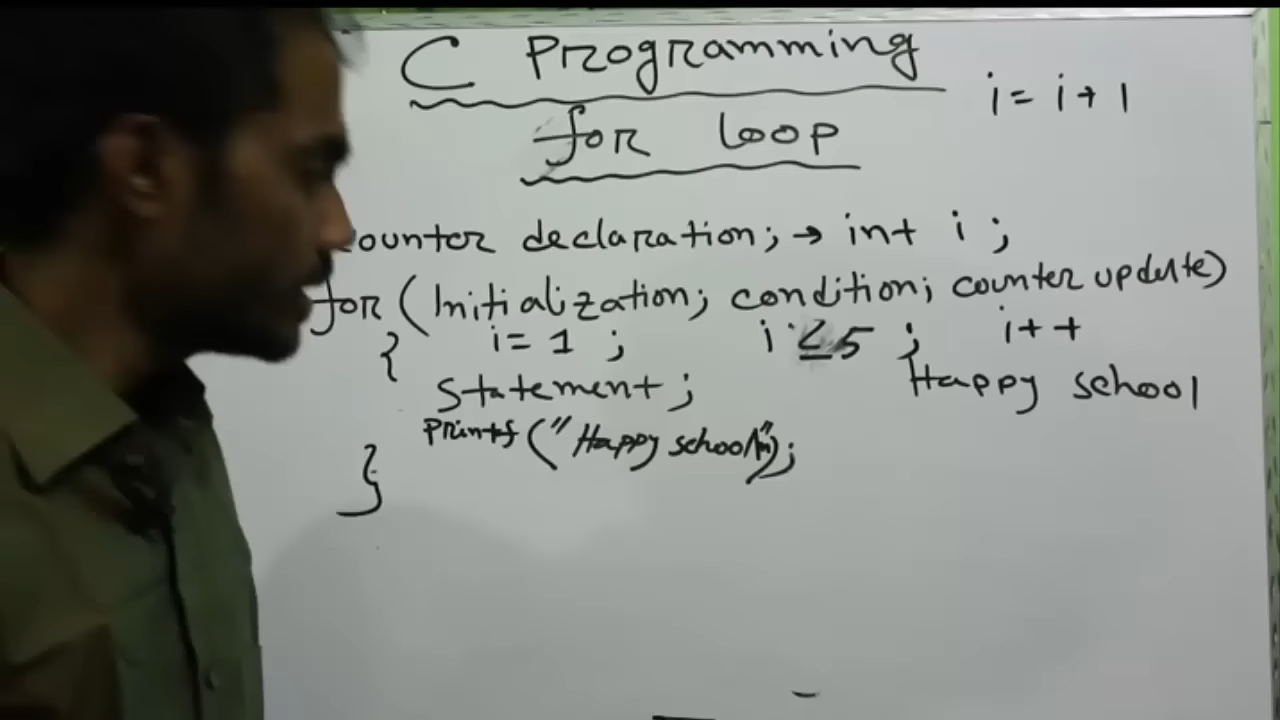 C Programming
i = i + 1
for loop
counter declaration; → int i ;
for ( Initialization; condition; counter update)
{ i = 1 ; i ≤ 5 ; i + +
Statement; Happy school
Printf ("Happy school\n");
}